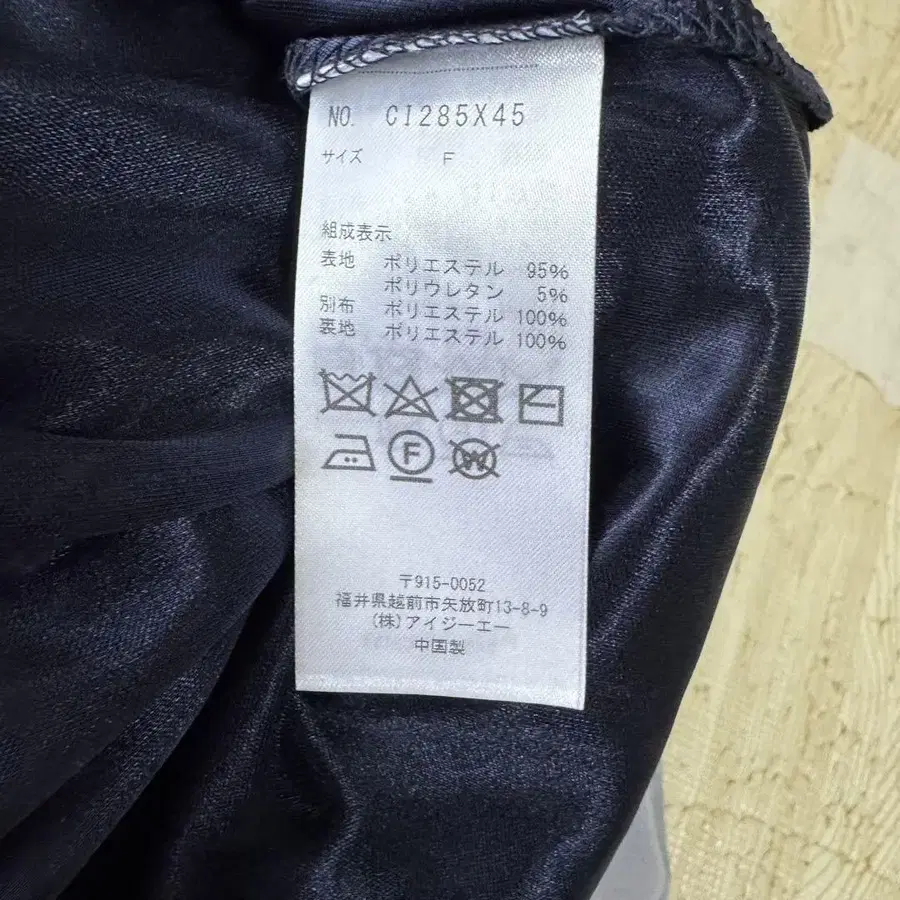 NO. CI285X45
サイズ F
組成表示
表地 ポリエステル 95%
ポリウレタン 5%
別布 ポリエステル 100%
裏地 ポリエステル 100%
F W
〒915-0052
福井県越前市矢放町13-8-9
(株)アイジーエー
中国製